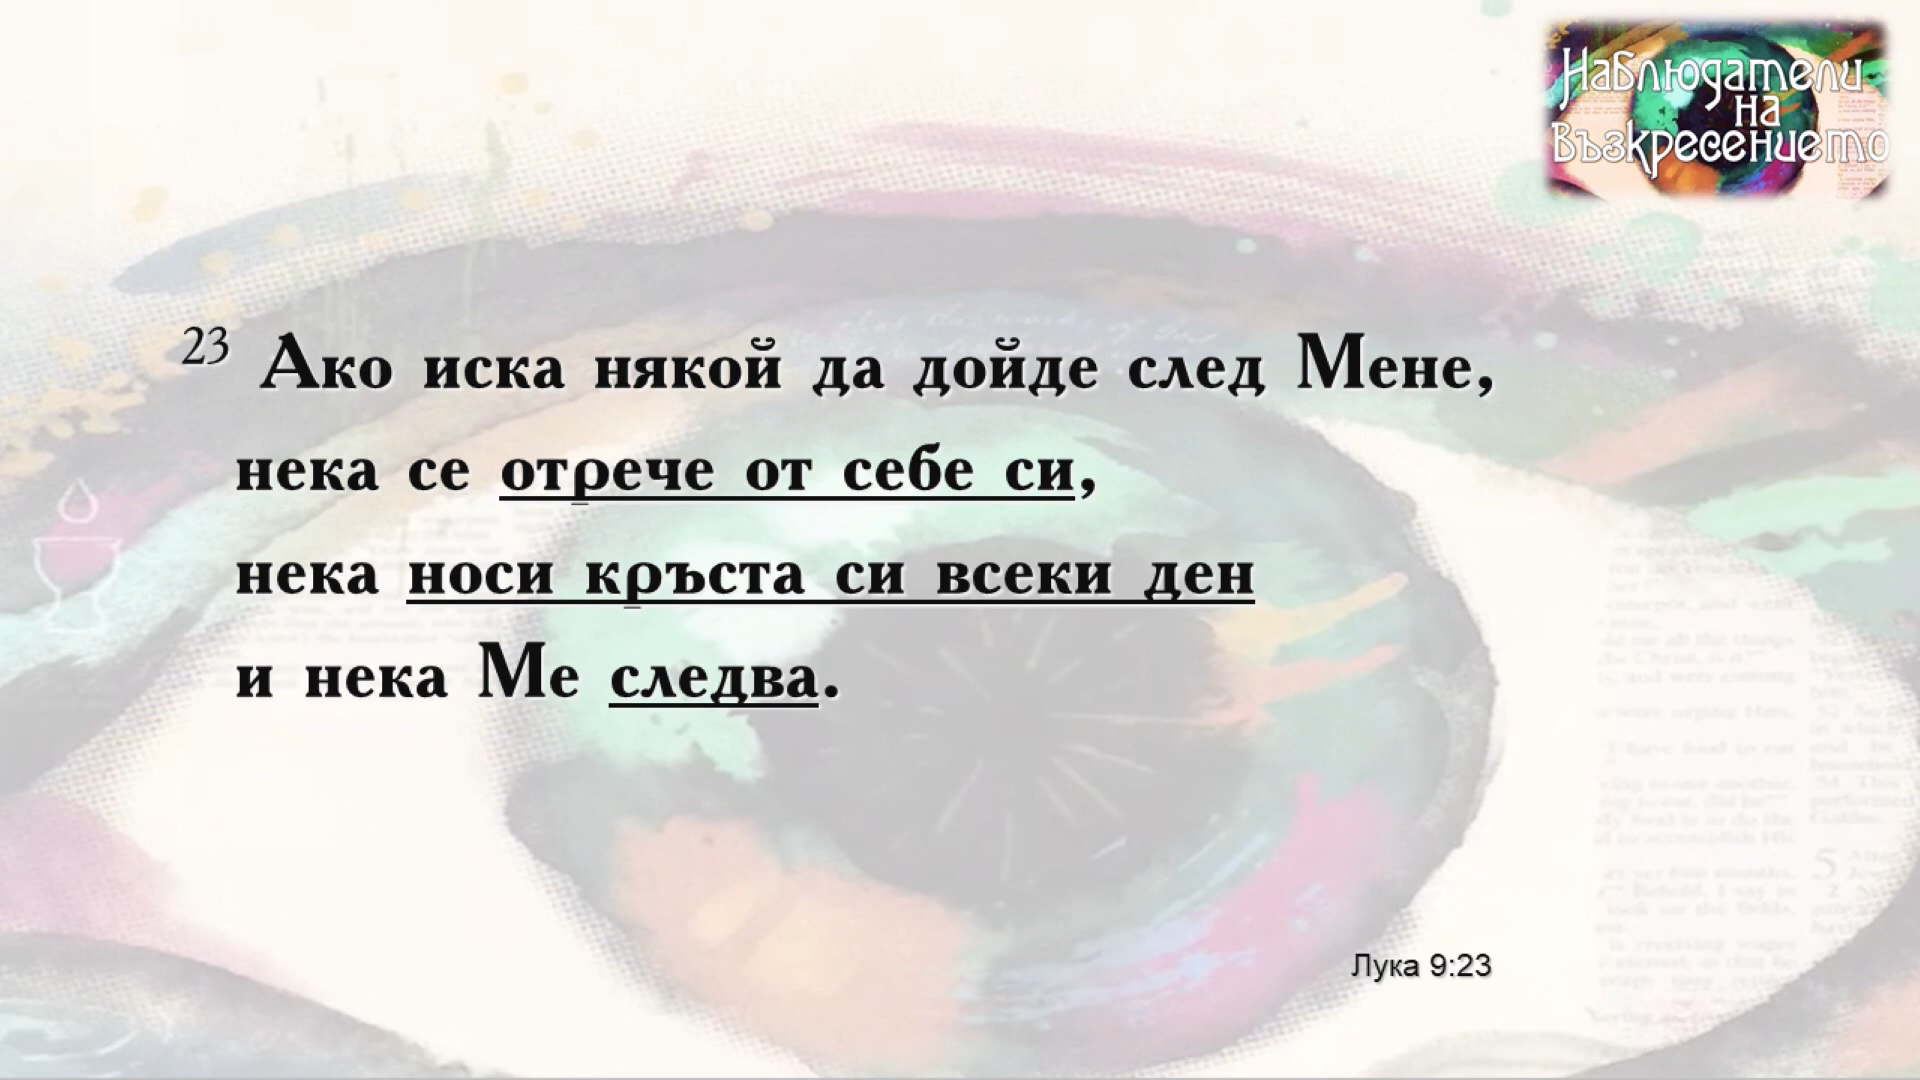 Наблюдатели
на
Възкресението
23 Ако иска някой да дойде след Мене,
нека се отрече от себе си,
нека носи кръста си всеки ден
и нека Ме следва.
Лука 9:23